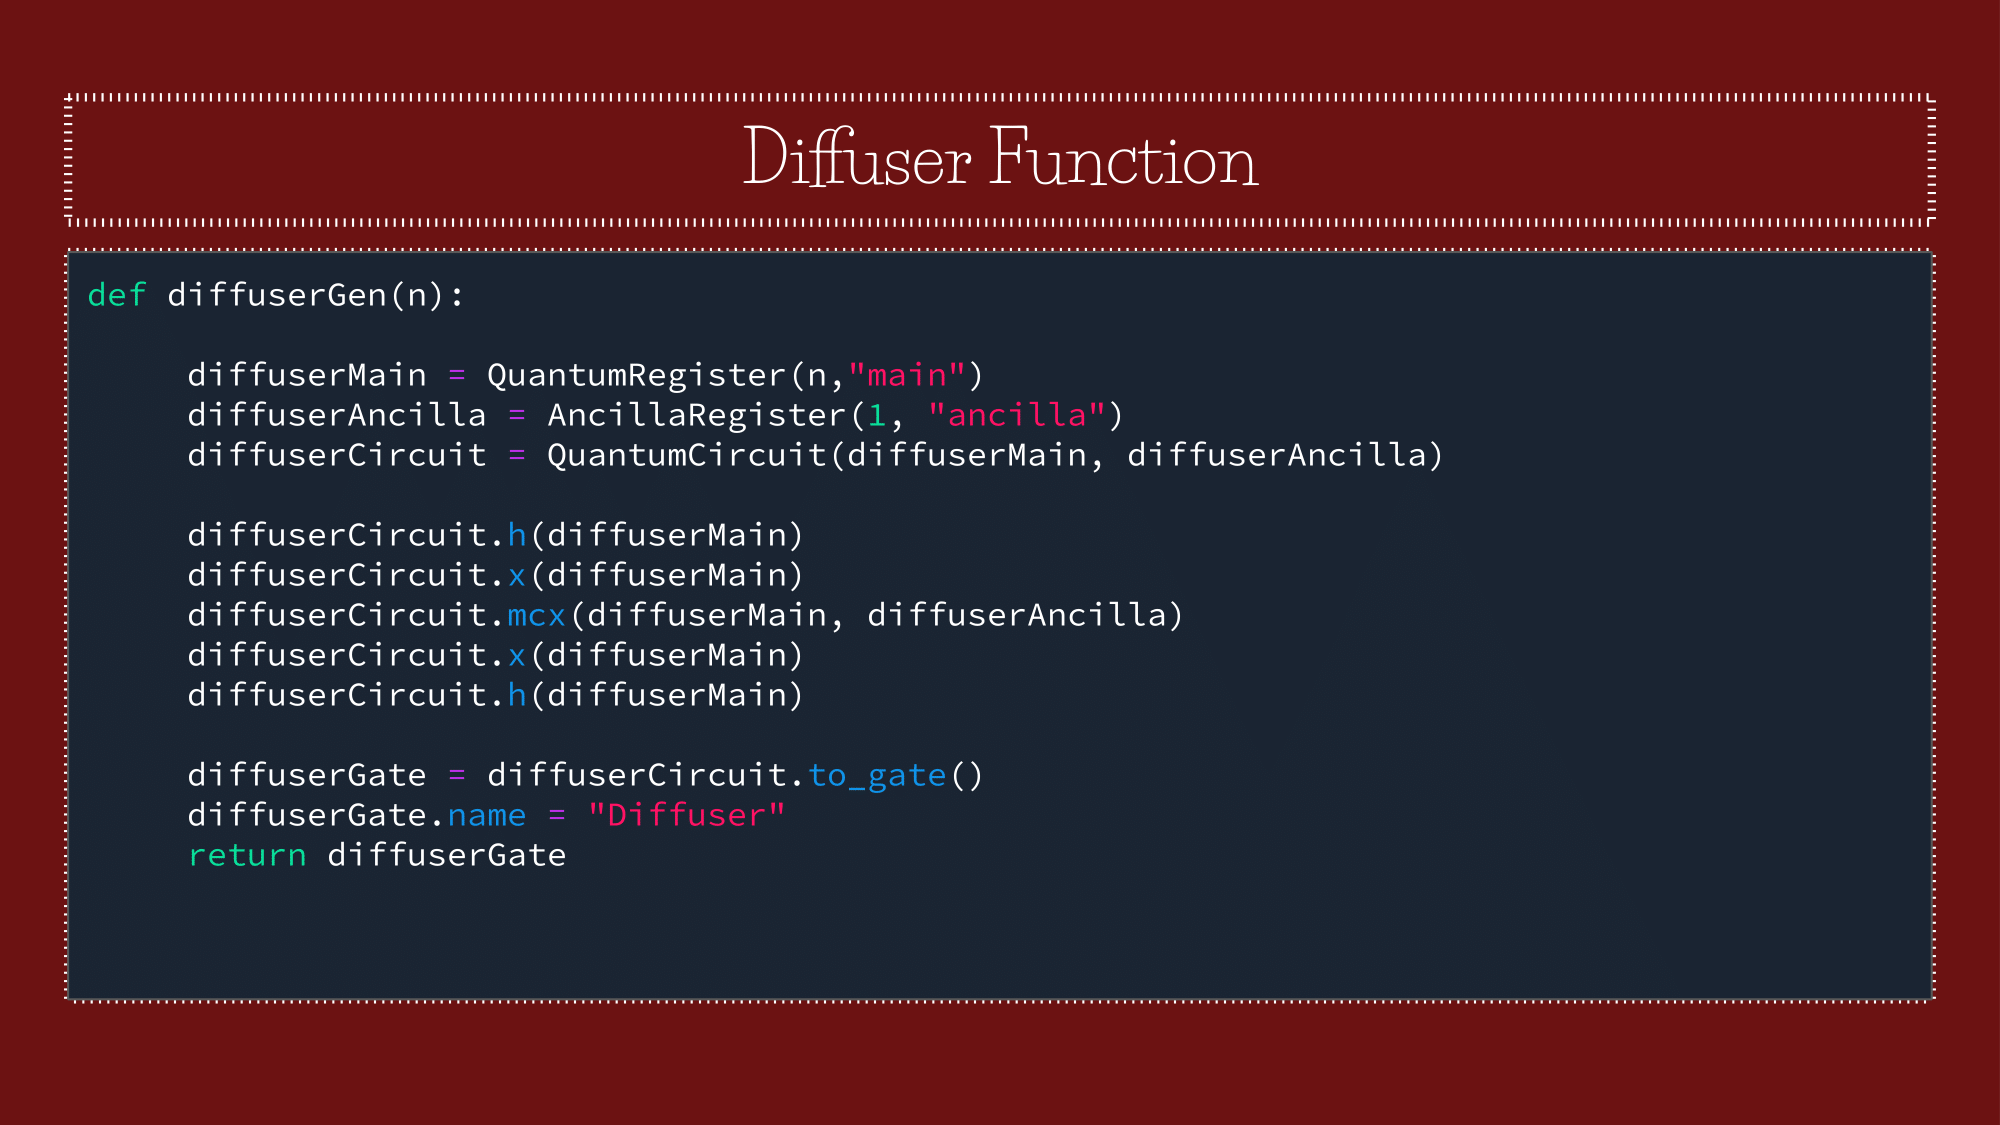 Diffuser Function
def diffuserGen(n):
diffuserMain = QuantumRegister(n,"main")
diffuserAncilla = AncillaRegister(1, "ancilla")
diffuserCircuit = QuantumCircuit(diffuserMain, diffuserAncilla)
diffuserCircuit.h(diffuserMain)
diffuserCircuit.x(diffuserMain)
diffuserCircuit.mcx(diffuserMain, diffuserAncilla)
diffuserCircuit.x(diffuserMain)
diffuserCircuit.h(diffuserMain)
diffuserGate = diffuserCircuit.to_gate()
diffuserGate.name = "Diffuser"
return diffuserGate